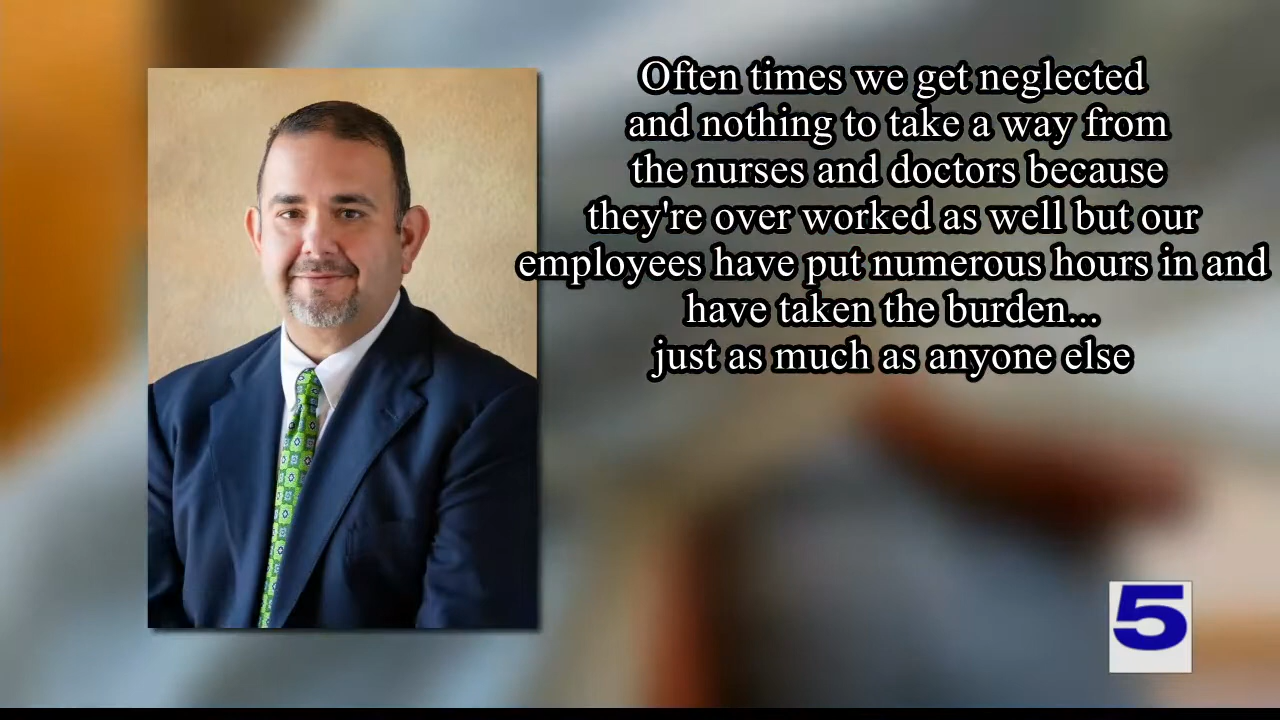 Often times we get neglected
and nothing to take a way from
the nurses and doctors because
they're over worked as well but our
employees have put numerous hours in and
have taken the burden...
just as much as anyone else
5